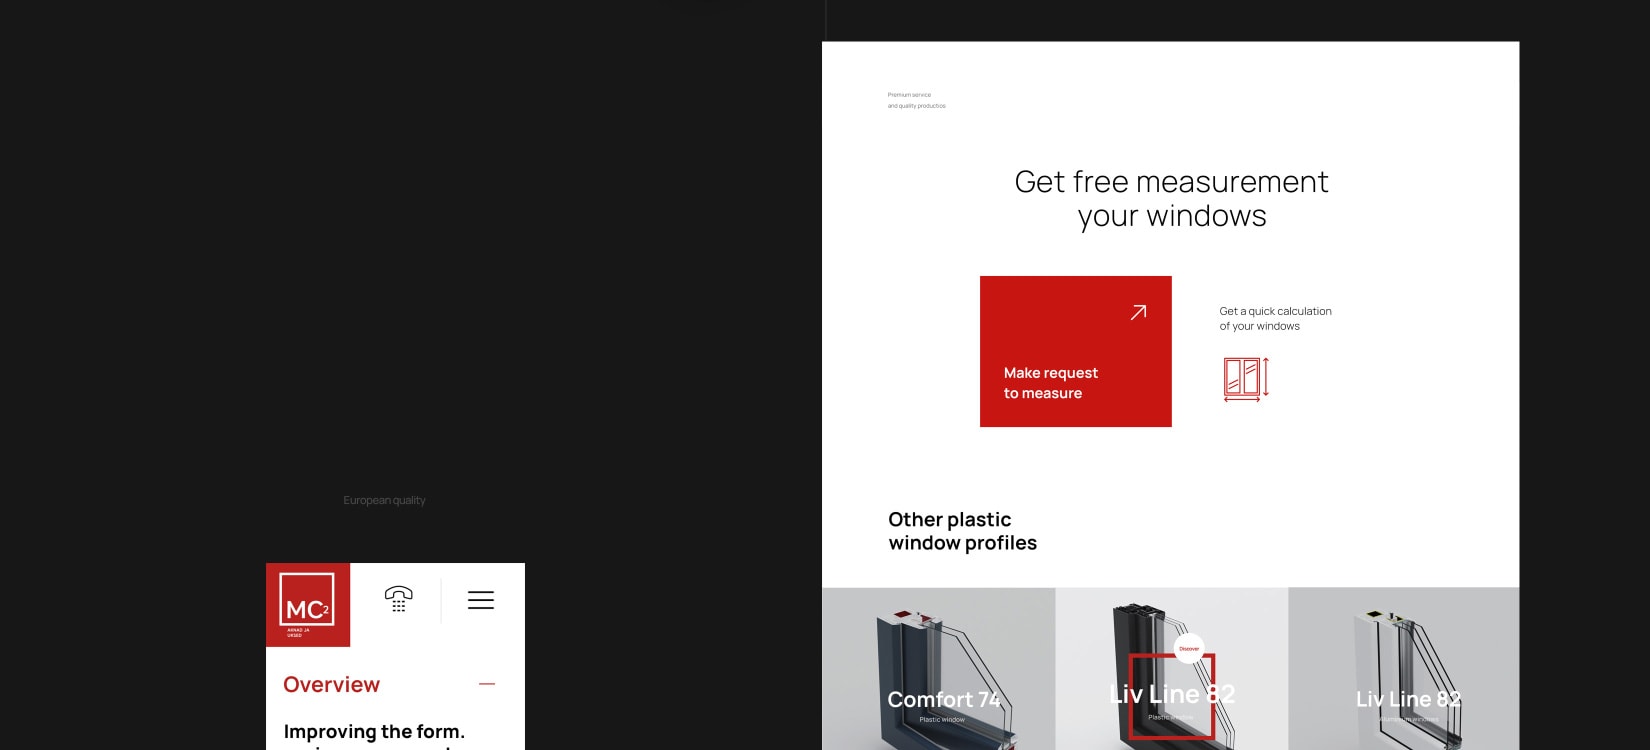 Premium service
and quality productios
Get free measurement
your windows
Make request
to measure
Get a quick calculation
of your windows
European quality
Other plastic
window profiles
MC2
AKNAD JA
UKSED
Overview
Improving the form.
Comfort 74
Plastic window
Discover
Liv Line 82
Plastic window
Liv Line 82
Aluminium windows